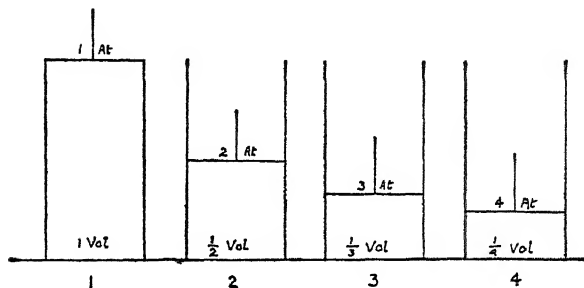 1 At
2 At
3 At
4 At
1 Vol
1/2 Vol
1/3 Vol
1/4 Vol
1
2
3
4